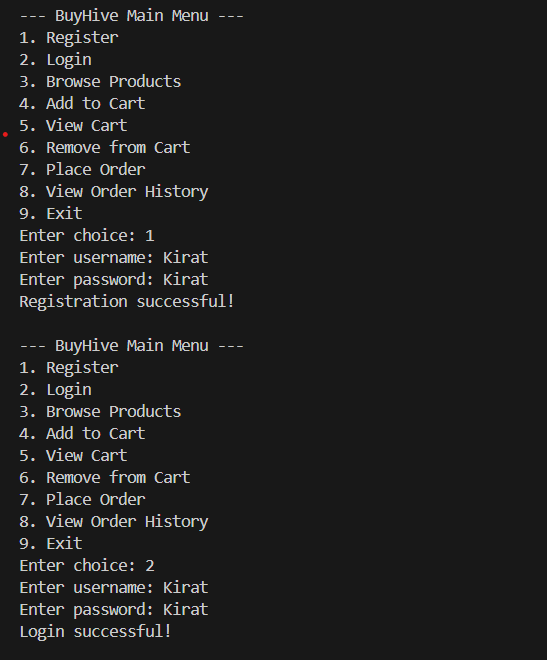 --- BuyHive Main Menu ---
1. Register
2. Login
3. Browse Products
4. Add to Cart
5. View Cart
6. Remove from Cart
7. Place Order
8. View Order History
9. Exit
Enter choice: 1
Enter username: Kirat
Enter password: Kirat
Registration successful!

--- BuyHive Main Menu ---
1. Register
2. Login
3. Browse Products
4. Add to Cart
5. View Cart
6. Remove from Cart
7. Place Order
8. View Order History
9. Exit
Enter choice: 2
Enter username: Kirat
Enter password: Kirat
Login successful!